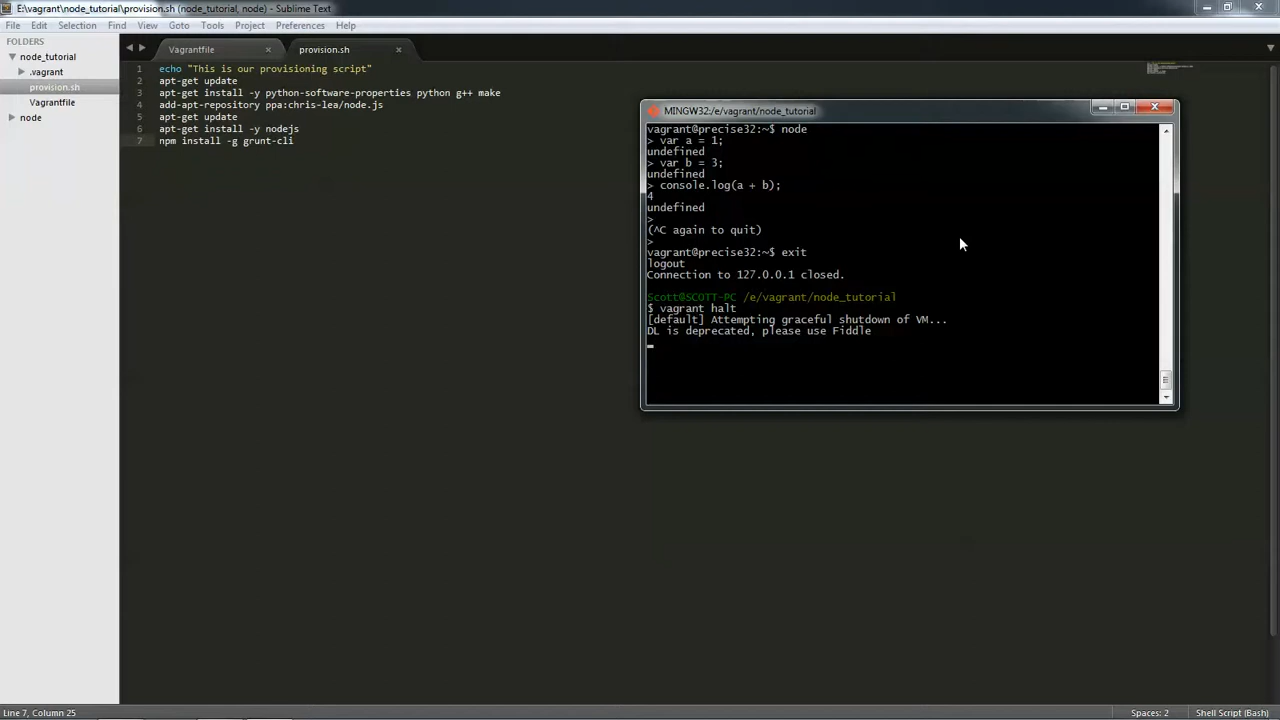 E:\vagrant\node_tutorial\provision.sh (node_tutorial, node) - Sublime Text
File Edit Selection Find View Goto Tools Project Preferences Help
FOLDERS
node_tutorial
.vagrant
provision.sh
Vagrantfile
node
Vagrantfile provision.sh
1 echo "This is our provisioning script"
2 apt-get update
3 apt-get install -y python-software-properties python g++ make
4 add-apt-repository ppa:chris-lea/node.js
5 apt-get update
6 apt-get install -y nodejs
7 npm install -g grunt-cli
MINGW32:/e/vagrant/node_tutorial
vagrant@precise32:~$ node
> var a = 1;
undefined
> var b = 3;
undefined
> console.log(a + b);
4
undefined
>
(^C again to quit)
>
vagrant@precise32:~$ exit
logout
Connection to 127.0.0.1 closed.
Scott@SCOTT-PC /e/vagrant/node_tutorial
$ vagrant halt
[default] Attempting graceful shutdown of VM...
DL is deprecated, please use Fiddle
Line 7, Column 25
Spaces: 2
Shell Script (Bash)